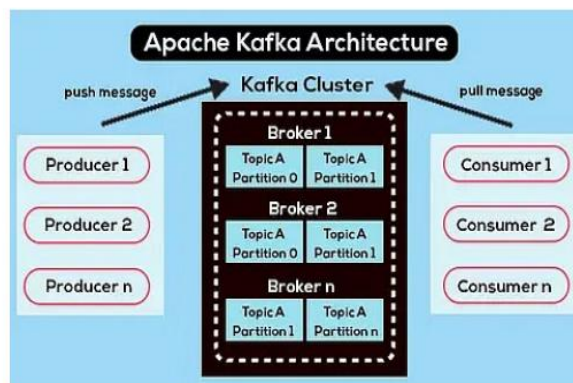 Apache Kafka Architecture
push message
Kafka Cluster
pull message
Producer 1
Producer 2
Producer n
Broker 1
Topic A
Partition 0
Topic A
Partition 1
Broker 2
Topic A
Partition 0
Topic A
Partition 1
Broker n
Topic A
Partition 1
Topic A
Partition n
Consumer 1
Consumer 2
Consumer n